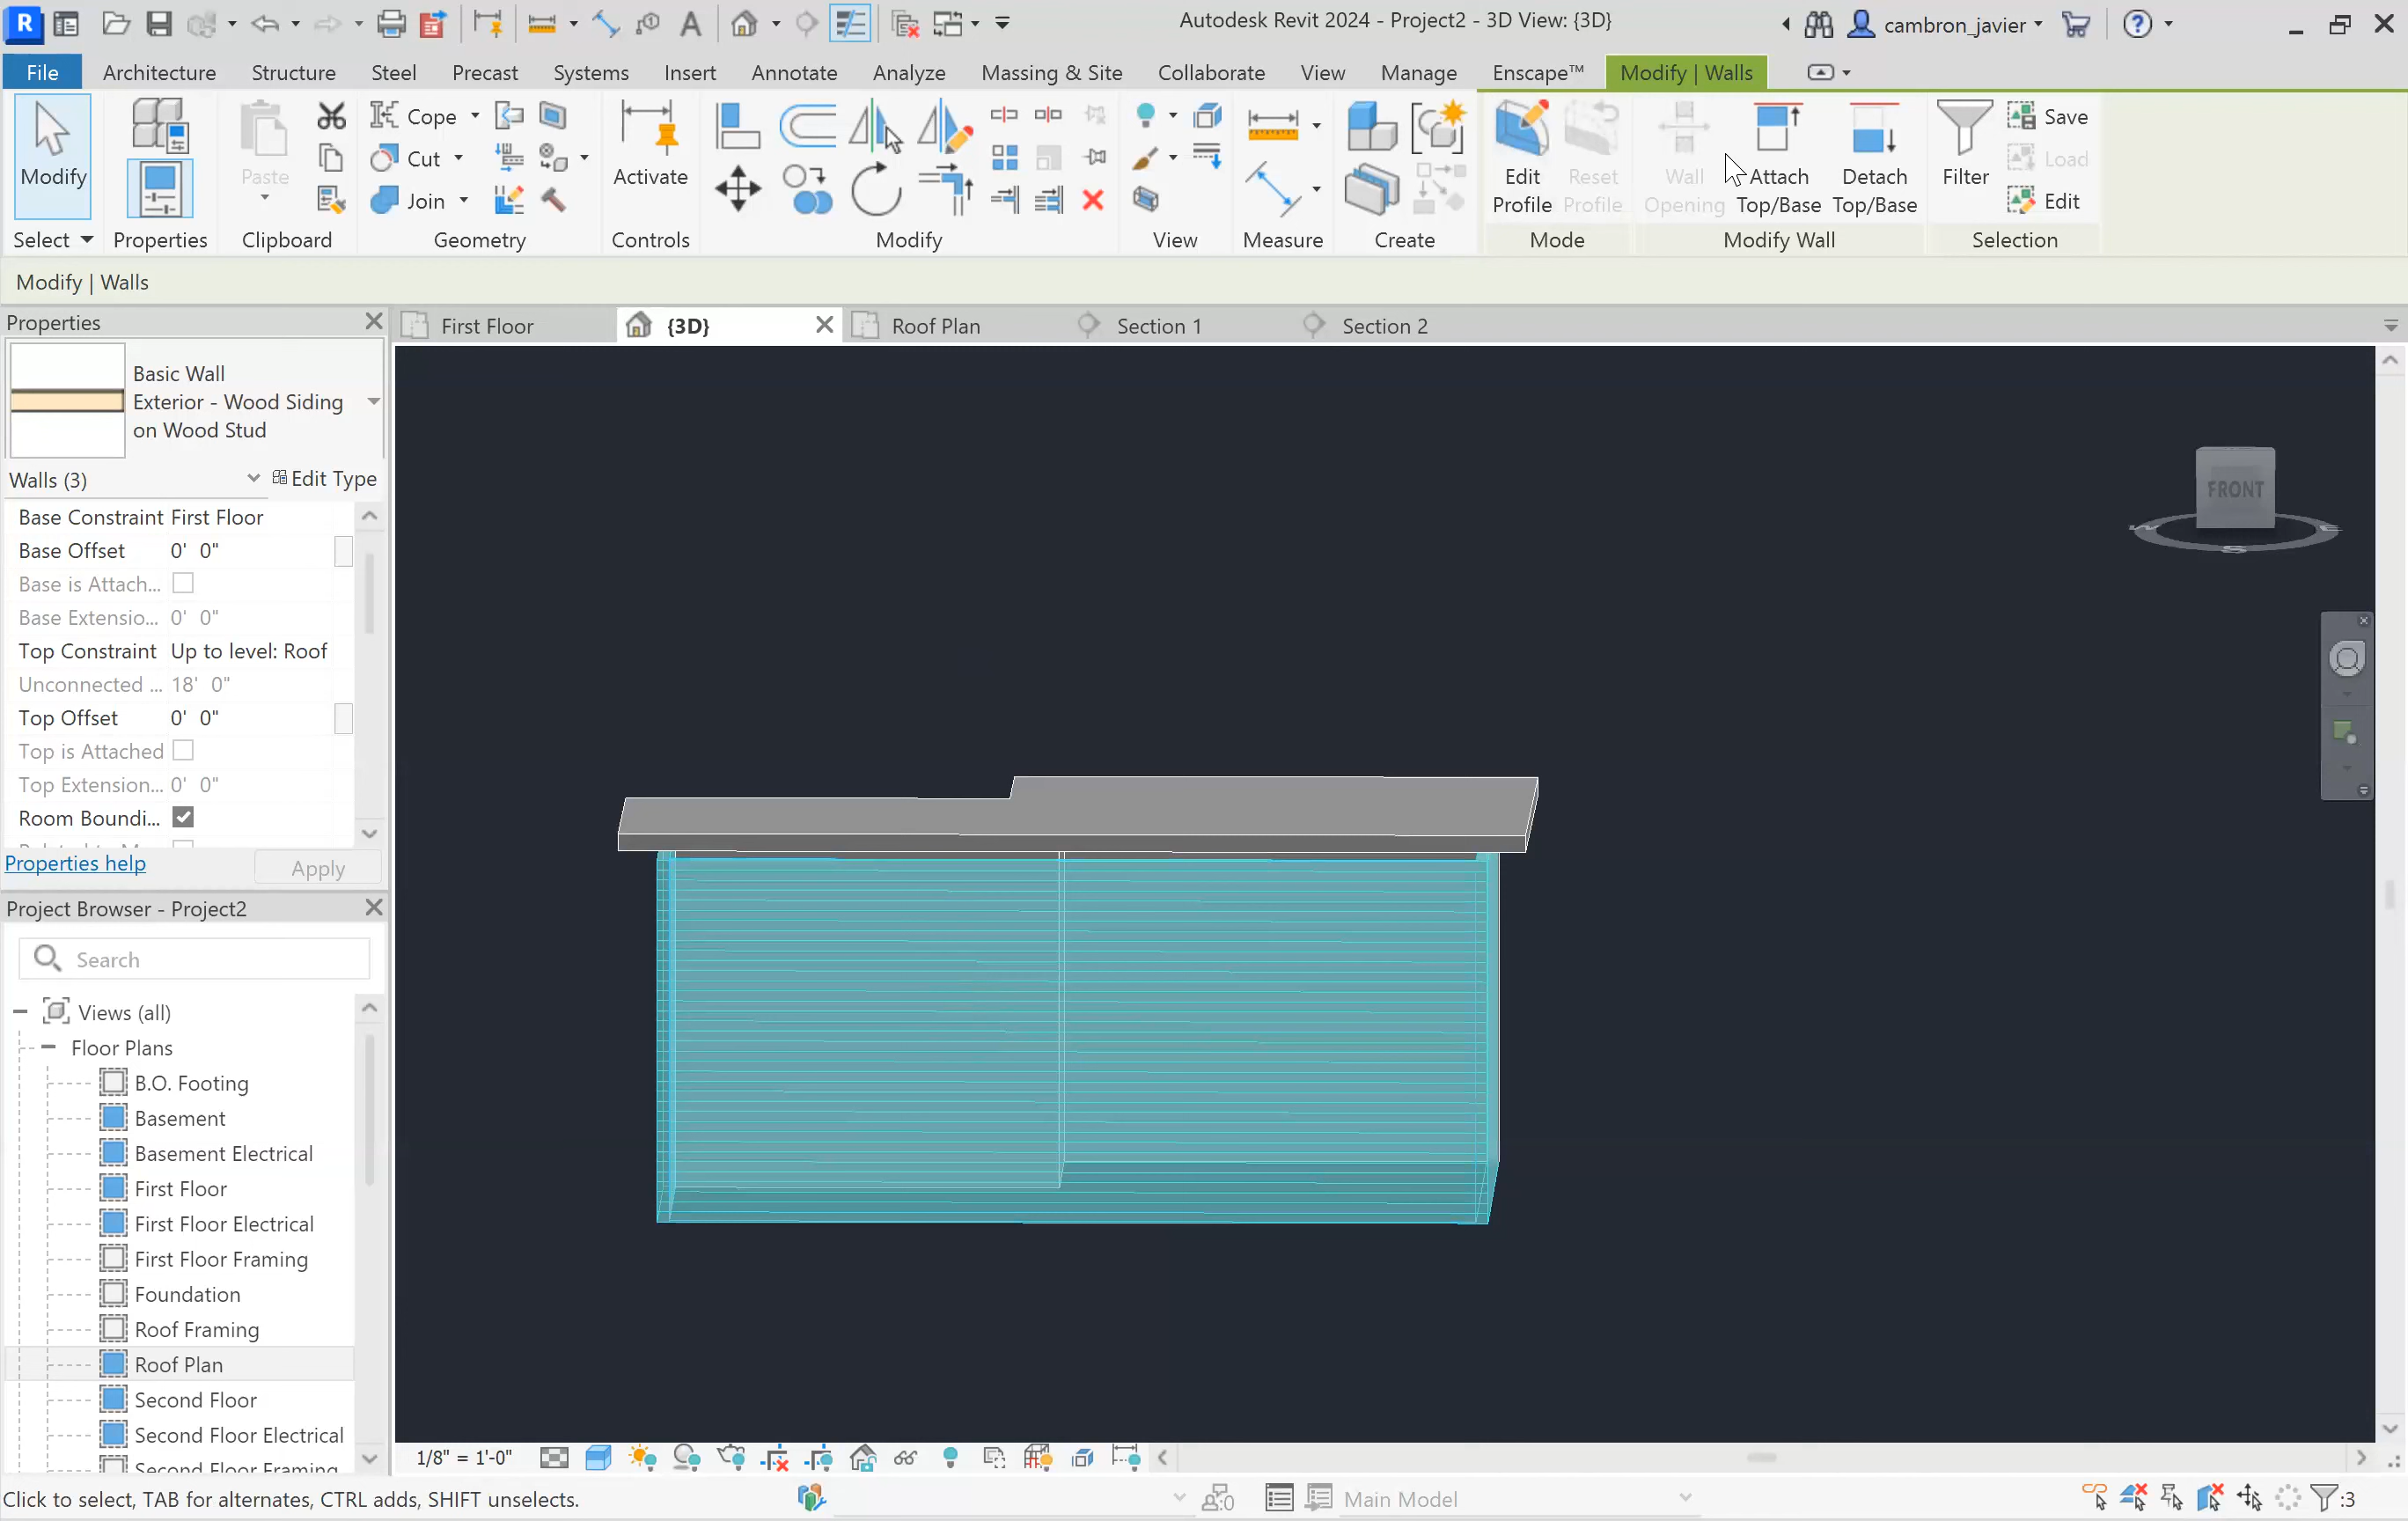 R
Autodesk Revit 2024 - Project2 - 3D View: {3D}
cambron_javier
File
Architecture
Structure
Steel
Precast
Systems
Insert
Annotate
Analyze
Massing & Site
Collaborate
View
Manage
Enscape™
Modify | Walls
Modify
Select
Properties
Paste
Clipboard
Cope
Cut
Join
Geometry
Activate
Controls
Modify
View
Measure
Create
Edit Profile
Reset Profile
Mode
Wall Opening
Attach Top/Base
Detach Top/Base
Modify Wall
Filter
Save
Load
Edit
Selection
Modify | Walls
Properties
Basic Wall
Exterior - Wood Siding
on Wood Stud
Walls (3)
Edit Type
Base Constraint First Floor
Base Offset 0' 0"
Base is Attach...
Base Extensio... 0' 0"
Top Constraint Up to level: Roof
Unconnected ... 18' 0"
Top Offset 0' 0"
Top is Attached
Top Extension... 0' 0"
Room Boundi...
Properties help
Apply
Project Browser - Project2
Search
Views (all)
Floor Plans
B.O. Footing
Basement
Basement Electrical
First Floor
First Floor Electrical
First Floor Framing
Foundation
Roof Framing
Roof Plan
Second Floor
Second Floor Electrical
Second Floor Framing
First Floor
{3D}
Roof Plan
Section 1
Section 2
FRONT
S
1/8" = 1'-0"
Click to select, TAB for alternates, CTRL adds, SHIFT unselects.
:0
Main Model
:3